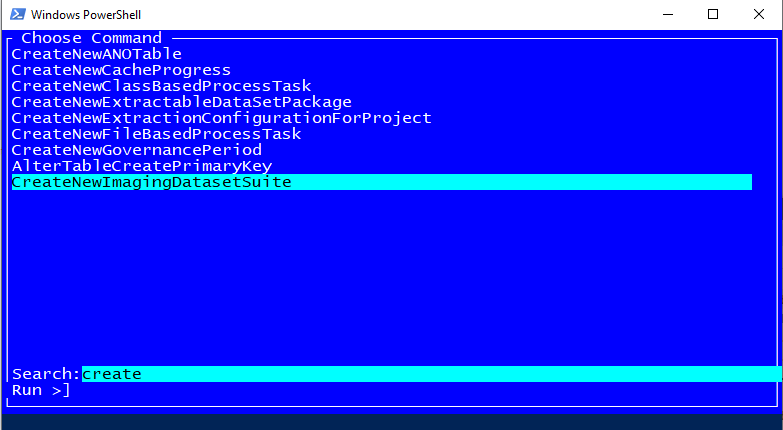 Windows PowerShell
Choose Command
CreateNewANOTable
CreateNewCacheProgress
CreateNewClassBasedProcessTask
CreateNewExtractableDataSetPackage
CreateNewExtractionConfigurationForProject
CreateNewFileBasedProcessTask
CreateNewGovernancePeriod
AlterTableCreatePrimaryKey
CreateNewImagingDatasetSuite
Search:create
Run >]